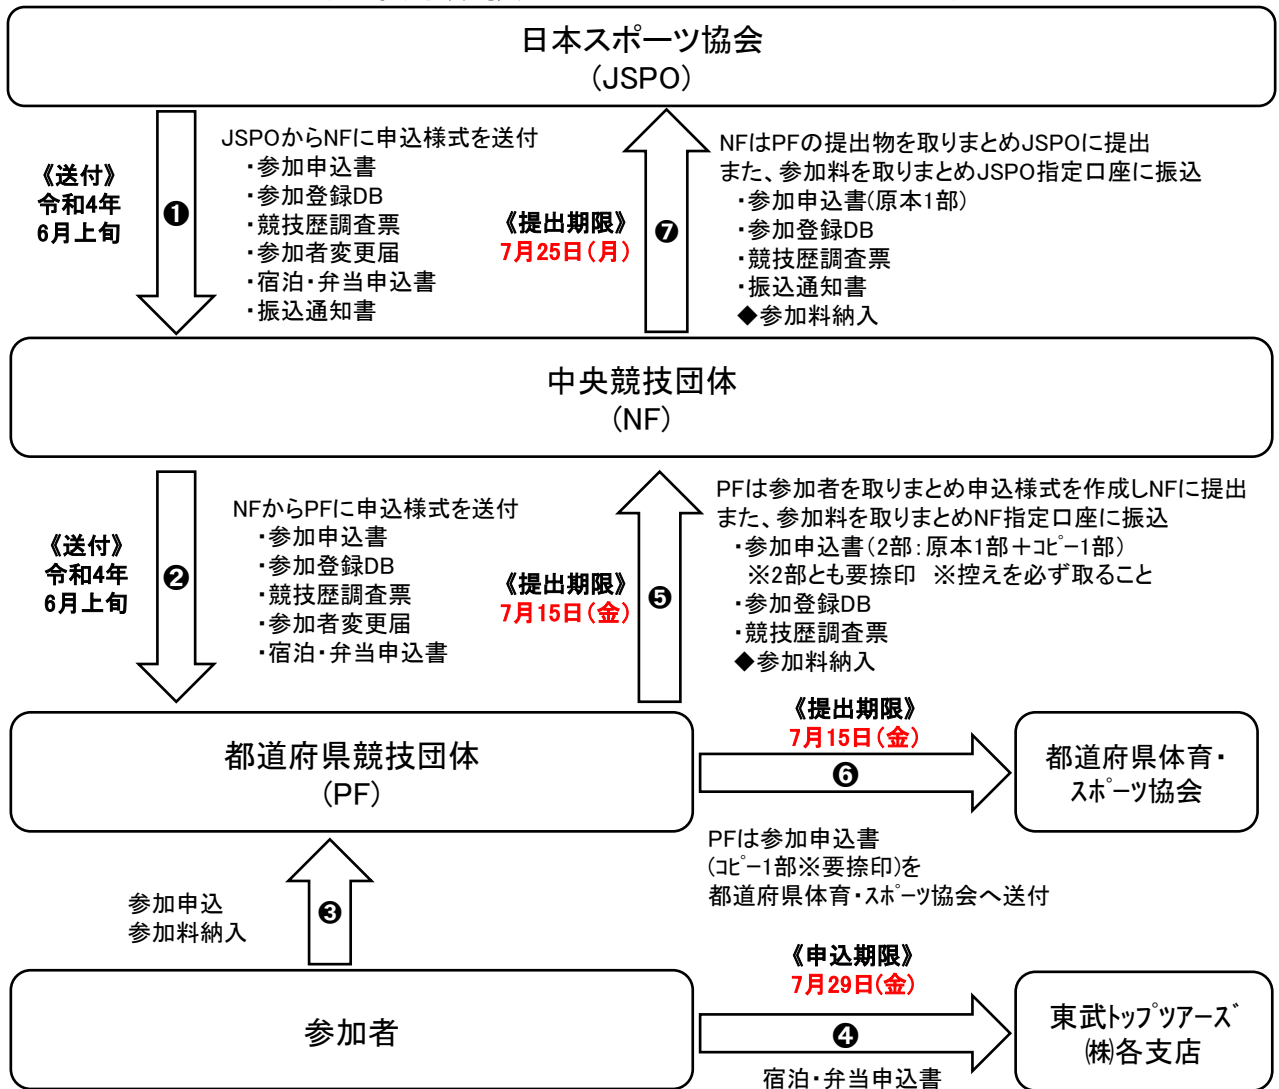 日本スポーツ協会
(JSPO)
《送付》
令和4年
6月上旬
❶
JSPOからNFに申込様式を送付
・参加申込書
・参加登録DB
・競技歴調査票
・参加者変更届
・宿泊・弁当申込書
・振込通知書
《提出期限》
7月25日(月)
❼
NFはPFの提出物を取りまとめJSPOに提出
また、参加料を取りまとめJSPO指定口座に振込
・参加申込書(原本1部)
・参加登録DB
・競技歴調査票
・振込通知書
◆参加料納入
中央競技団体
(NF)
《送付》
令和4年
6月上旬
❷
NFからPFに申込様式を送付
・参加申込書
・参加登録DB
・競技歴調査票
・参加者変更届
・宿泊・弁当申込書
《提出期限》
7月15日(金)
❺
PFは参加者を取りまとめ申込様式を作成しNFに提出
また、参加料を取りまとめNF指定口座に振込
・参加申込書(2部:原本1部+ｺﾋﾟｰ1部)
※2部とも要捺印 ※控えを必ず取ること
・参加登録DB
・競技歴調査票
◆参加料納入
都道府県競技団体
(PF)
《提出期限》
7月15日(金)
❻
都道府県体育・
ｽﾎﾟｰﾂ協会
PFは参加申込書
(ｺﾋﾟｰ1部※要捺印)を
都道府県体育・ｽﾎﾟｰﾂ協会へ送付
参加申込
参加料納入
❸
参加者
《申込期限》
7月29日(金)
❹
宿泊・弁当申込書
東武ﾄｯﾌﾟﾂｱｰｽﾞ
㈱各支店